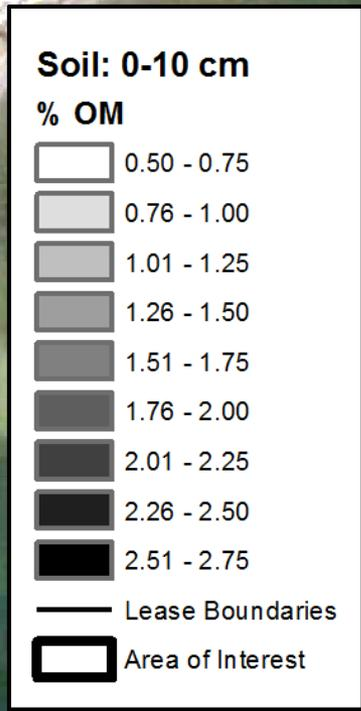 Soil: 0-10 cm
% OM
0.50 - 0.75
0.76 - 1.00
1.01 - 1.25
1.26 - 1.50
1.51 - 1.75
1.76 - 2.00
2.01 - 2.25
2.26 - 2.50
2.51 - 2.75
Lease Boundaries
Area of Interest